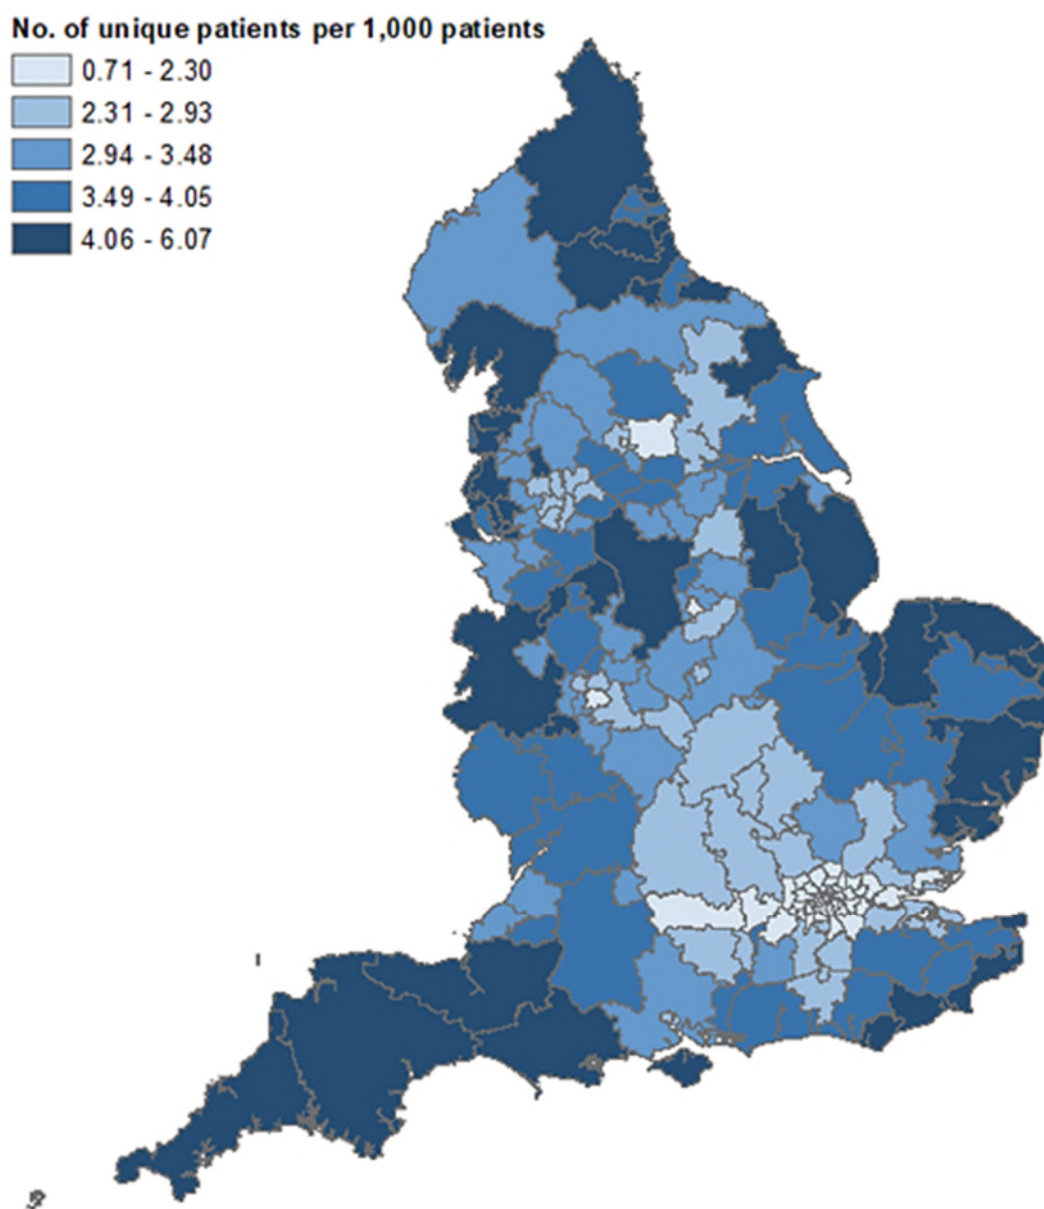 No. of unique patients per 1,000 patients
0.71 - 2.30
2.31 - 2.93
2.94 - 3.48
3.49 - 4.05
4.06 - 6.07